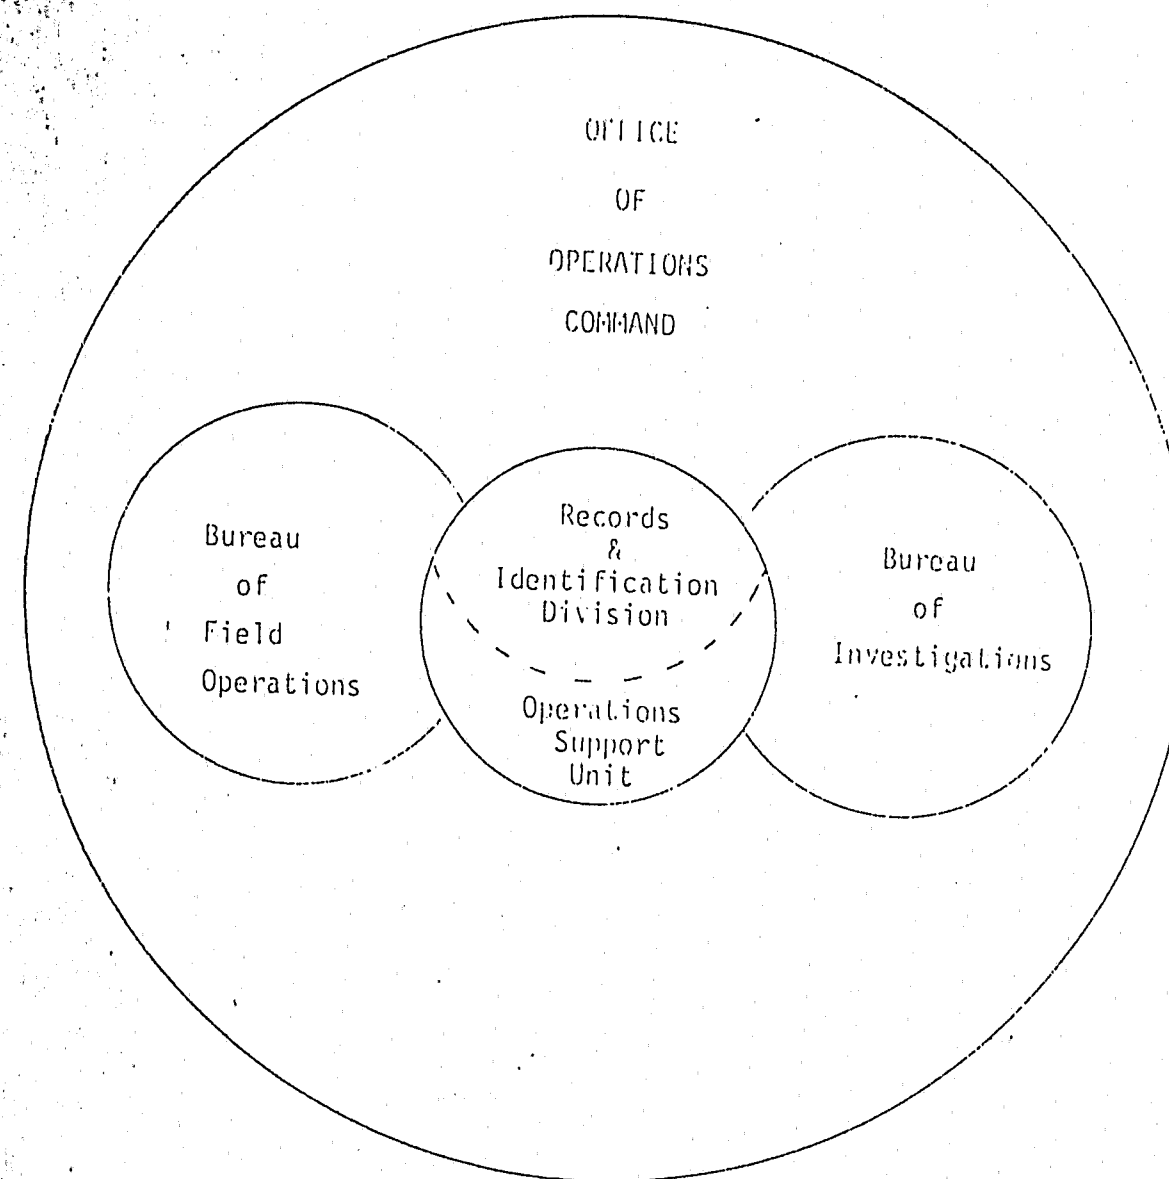 OFFICE
OF
OPERATIONS
COMMAND
Bureau
of
Field
Operations
Records
&
Identification
Division
Operations
Support
Unit
Bureau
of
Investigations